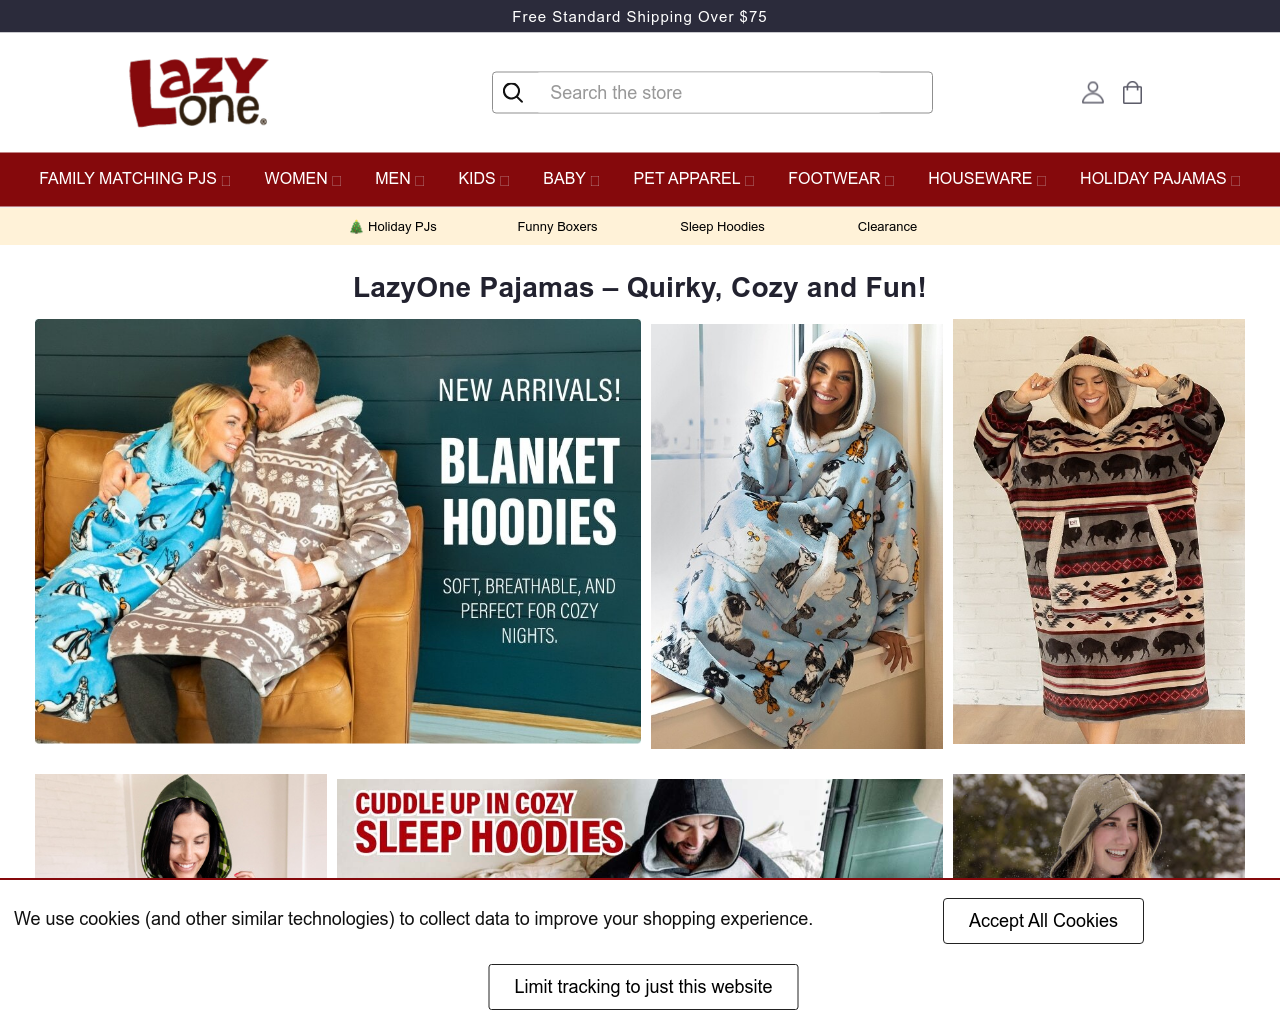 Free Standard Shipping Over $75
Lazy
One®
Search the store
FAMILY MATCHING PJS
WOMEN
MEN
KIDS
BABY
PET APPAREL
FOOTWEAR
HOUSEWARE
HOLIDAY PAJAMAS
🎄 Holiday PJs
Funny Boxers
Sleep Hoodies
Clearance
LazyOne Pajamas – Quirky, Cozy and Fun!
NEW ARRIVALS!
BLANKET
HOODIES
SOFT, BREATHABLE, AND
PERFECT FOR COZY
NIGHTS.
CUDDLE UP IN COZY
SLEEP HOODIES
We use cookies (and other similar technologies) to collect data to improve your shopping experience.
Accept All Cookies
Limit tracking to just this website